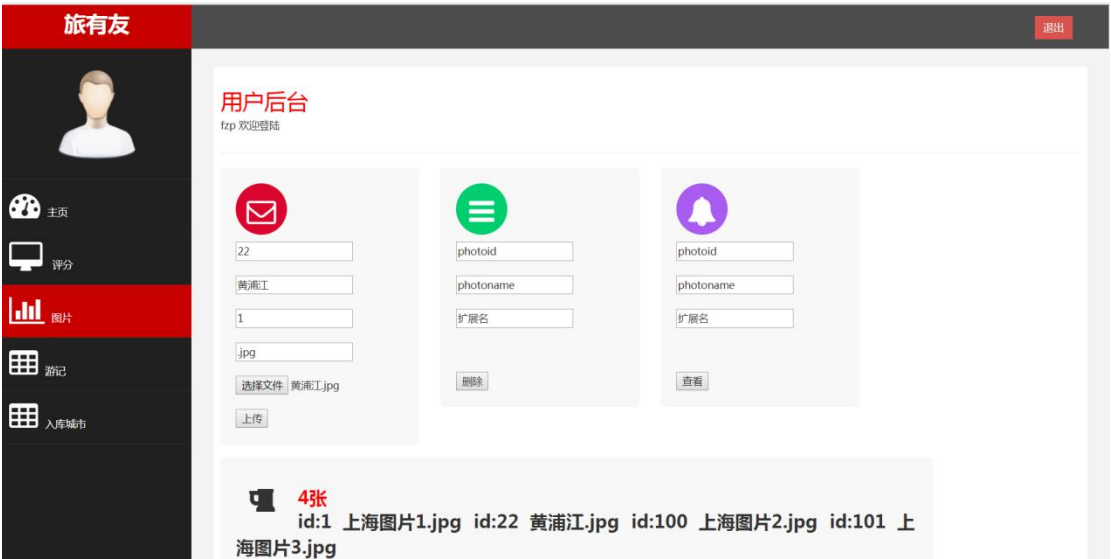 旅有友
退出
用户后台
fzp 欢迎登陆
主页
评分
图片
游记
入库城市
22
黄浦江
1
.jpg
选择文件 黄浦江.jpg
上传
photoid
photoname
扩展名
删除
photoid
photoname
扩展名
查看
4张
id:1 上海图片1.jpg id:22 黄浦江.jpg id:100 上海图片2.jpg id:101 上
海图片3.jpg